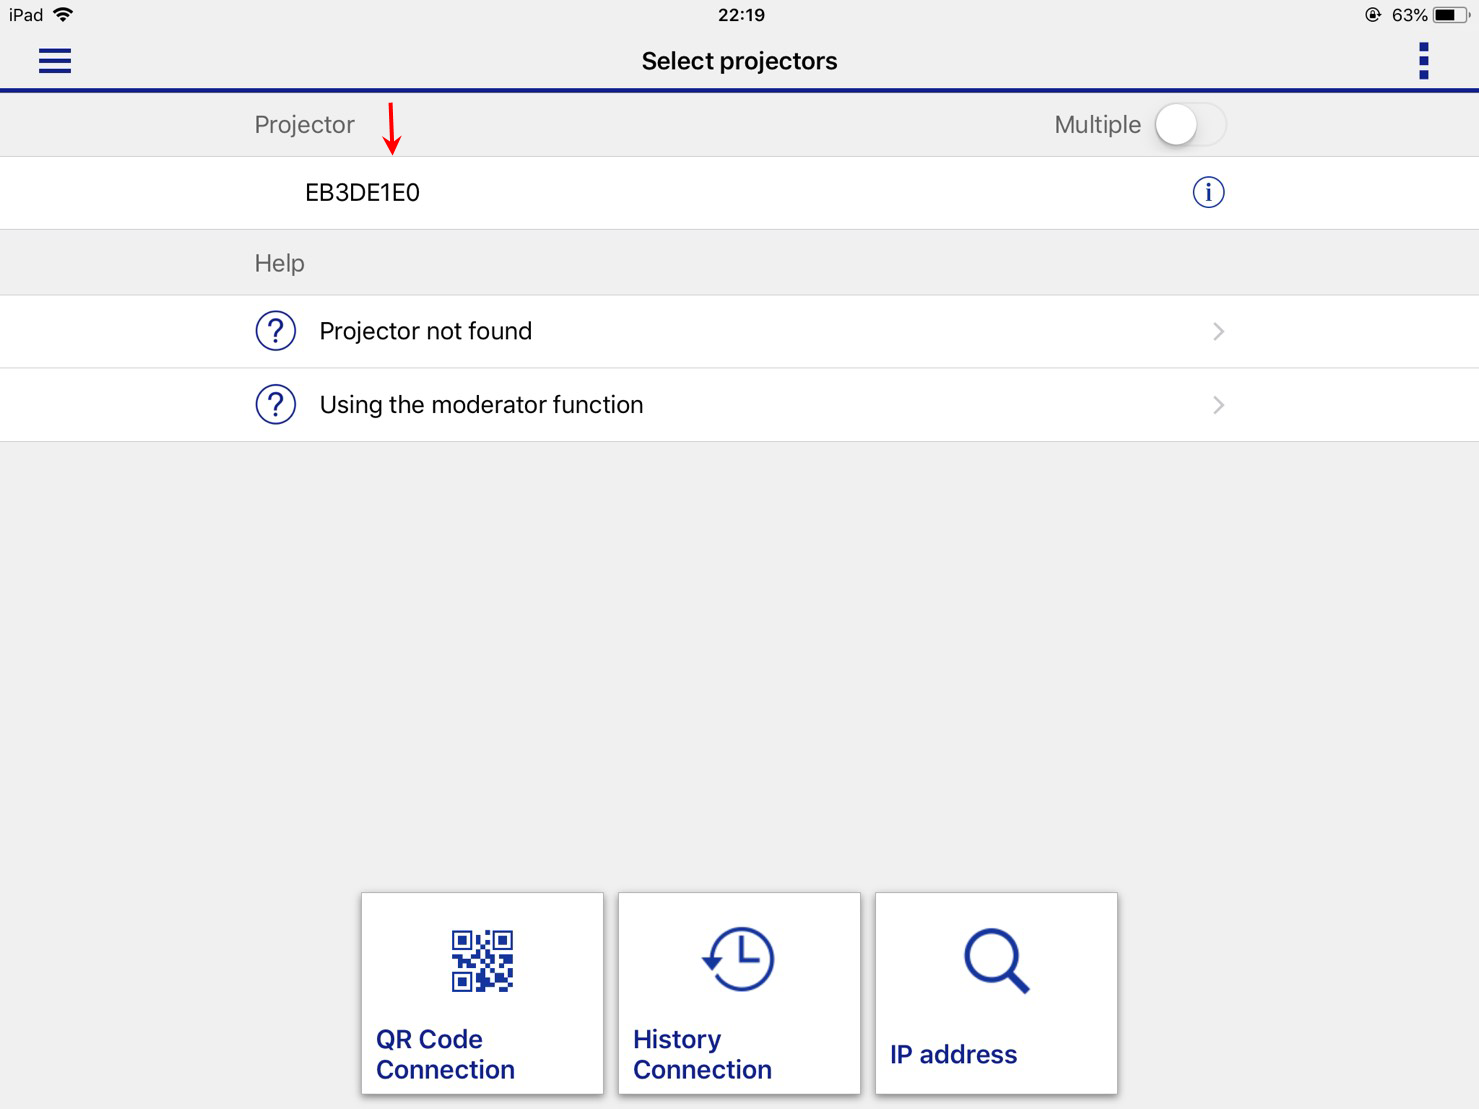 iPad
22:19
63%
Select projectors
Projector
Multiple
EB3DE1E0
Help
Projector not found
Using the moderator function
QR Code
Connection
History
Connection
IP address